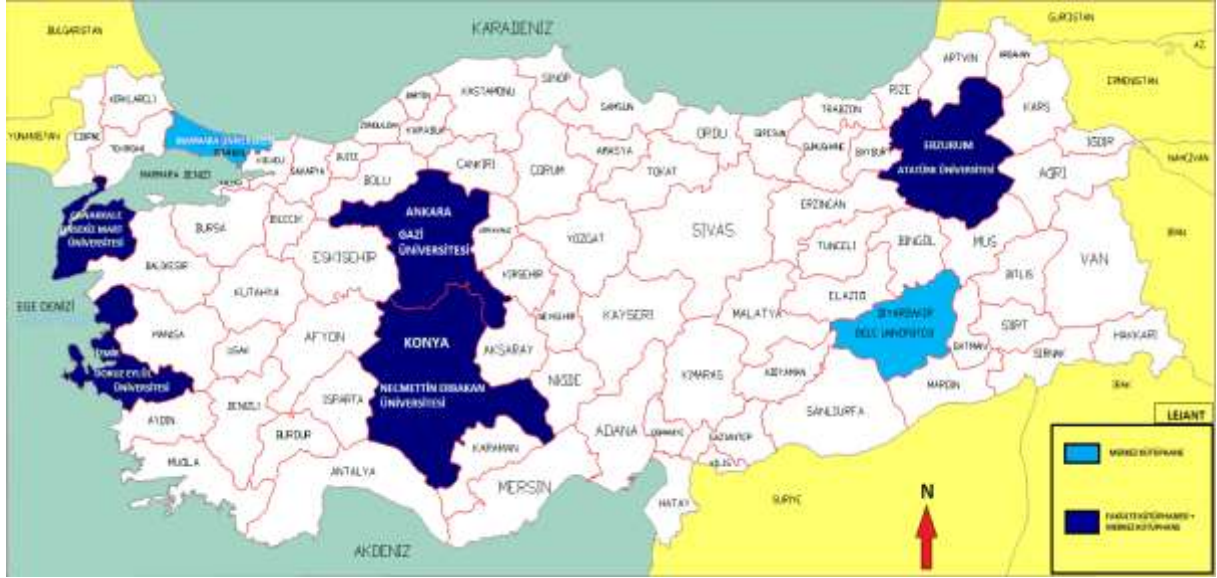 KARADENİZ
GÜRCİSTAN
BULGARİSTAN
AZ.
ERMENİSTAN
YUNANİSTAN
NAHÇIVAN
İRAN
IRAK
SURİYE
EGE DENİZİ
MARMARA DENİZİ
AKDENİZ
KIRKLARELİ
EDİRNE
TEKİRDAĞ
MARMARA ÜNİVERSİTESİ
SAKARYA
BOLU
BARTIN
KARABÜK
KASTAMONU
SİNOP
SAMSUN
ÇANKIRI
ÇORUM
AMASYA
TOKAT
ORDU
GİRESUN
GÜMÜŞHANE
TRABZON
RİZE
ARTVİN
ARDAHAN
KARS
IĞDIR
AĞRI
BAYBURT
ERZURUM
ATATÜRK ÜNİVERSİTESİ
ERZİNCAN
TUNCELİ
BİNGÖL
MUŞ
BİTLİS
VAN
HAKKARİ
SİİRT
ŞIRNAK
BATMAN
MARDİN
ELAZIĞ
DİYARBAKIR
DİCLE ÜNİVERSİTESİ
MALATYA
ADIYAMAN
ŞANLIURFA
GAZİANTEP
KİLİS
K.MARAŞ
OSMANİYE
HATAY
ADANA
SİVAS
YOZGAT
KAYSERİ
KIRŞEHİR
NEVŞEHİR
AKSARAY
NİĞDE
ANKARA
GAZİ
ÜNİVERSİTESİ
KONYA
NECMETTİN ERBAKAN
ÜNİVERSİTESİ
KARAMAN
MERSİN
ANTALYA
ISPARTA
BURDUR
AFYON
ESKİŞEHİR
BİLECİK
BURSA
KÜTAHYA
UŞAK
DENİZLİ
BALIKESİR
MANİSA
AYDIN
MUĞLA
ÇANAKKALE
ONSEKİZ MART
ÜNİVERSİTESİ
İZMİR
DOKUZ EYLÜL
ÜNİVERSİTESİ
N
LEJANT
MERKEZ KÜTÜPHANE
FAKÜLTE KÜTÜPHANESİ +
MERKEZ KÜTÜPHANE